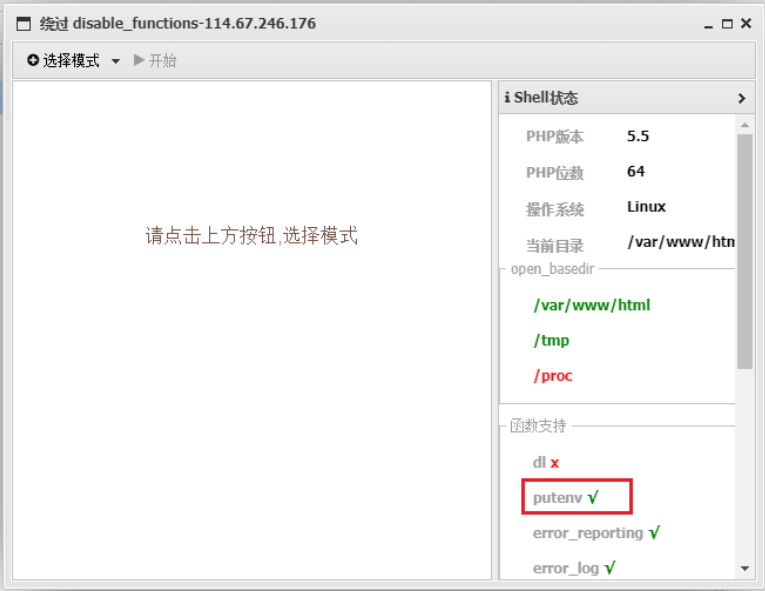 绕过 disable_functions-114.67.246.176
选择模式 开始
请点击上方按钮,选择模式
Shell状态
PHP版本 5.5
PHP位数 64
操作系统 Linux
当前目录 /var/www/htm
open_basedir
/var/www/html
/tmp
/proc
函数支持
dl x
putenv √
error_reporting √
error_log √